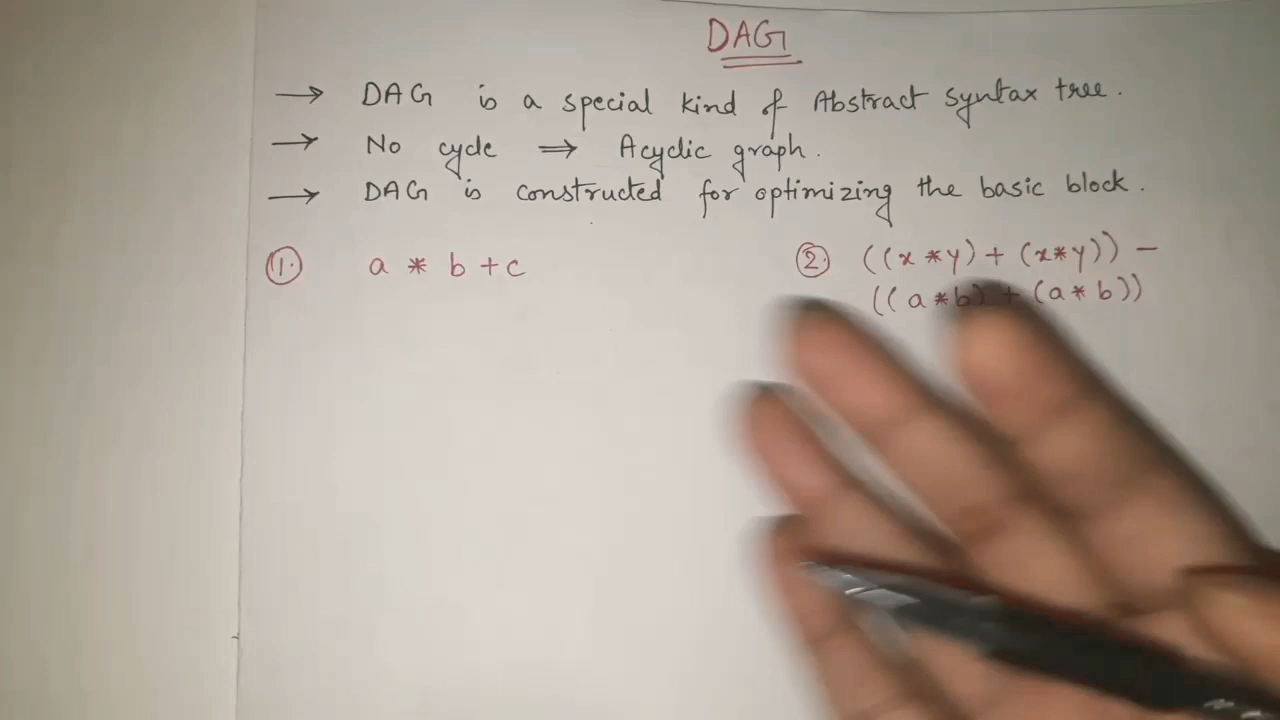 DAG
→ DAG is a special kind of Abstract syntax tree.
→ No cycle ⇒ Acyclic graph.
→ DAG is constructed for optimizing the basic block.
① a * b + c
② ((x * y) + (x * y)) –
((a * b) + (a * b))